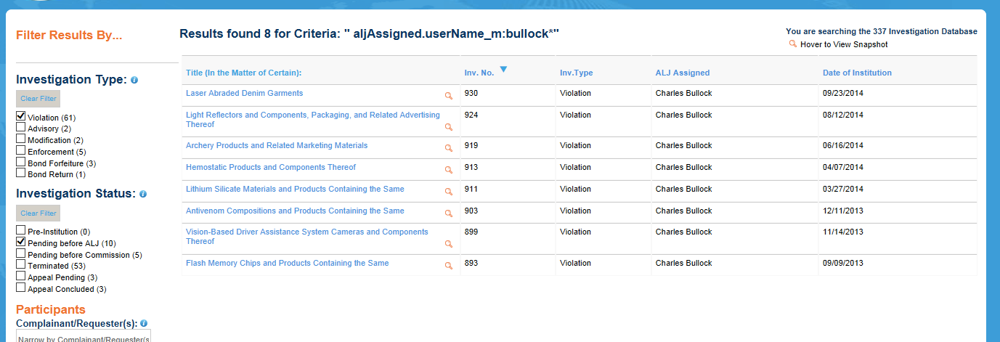 Filter Results By...
Results found 8 for Criteria: " aljAssigned.userName_m:bullock*"
You are searching the 337 Investigation Database
Hover to View Snapshot
Investigation Type:
Clear Filter
Violation (61)
Advisory (2)
Modification (2)
Enforcement (5)
Bond Forfeiture (3)
Bond Return (1)
Investigation Status:
Clear Filter
Pre-Institution (0)
Pending before ALJ (10)
Pending before Commission (5)
Terminated (53)
Appeal Pending (3)
Appeal Concluded (3)
Participants
Complainant/Requester(s):
Narrow by Complainant/Requester(s
Title (In the Matter of Certain): Inv. No. Inv.Type ALJ Assigned Date of Institution
Laser Abraded Denim Garments 930 Violation Charles Bullock 09/23/2014
Light Reflectors and Components, Packaging, and Related Advertising 924 Violation Charles Bullock 08/12/2014
Thereof
Archery Products and Related Marketing Materials 919 Violation Charles Bullock 06/16/2014
Hemostatic Products and Components Thereof 913 Violation Charles Bullock 04/07/2014
Lithium Silicate Materials and Products Containing the Same 911 Violation Charles Bullock 03/27/2014
Antivenom Compositions and Products Containing the Same 903 Violation Charles Bullock 12/11/2013
Vision-Based Driver Assistance System Cameras and Components 899 Violation Charles Bullock 11/14/2013
Thereof
Flash Memory Chips and Products Containing the Same 893 Violation Charles Bullock 09/09/2013